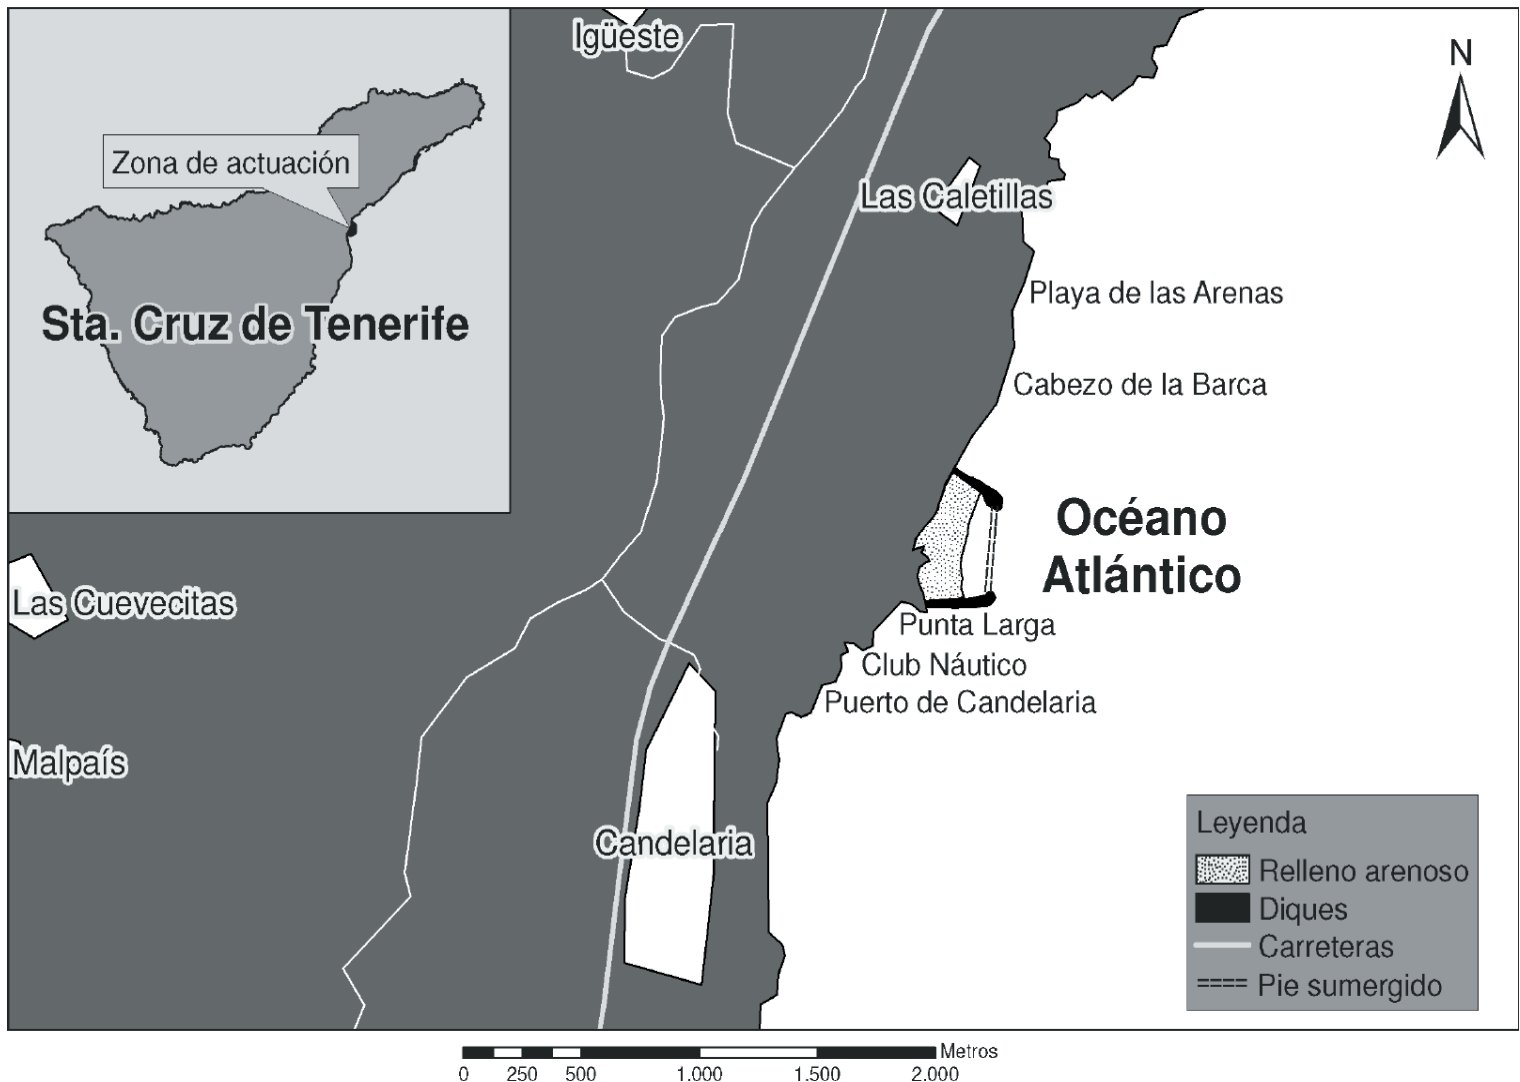 Igüeste
N
Zona de actuación
Las Caletillas
Playa de las Arenas
Sta. Cruz de Tenerife
Cabezo de la Barca
Océano
Atlántico
Las Cuevecitas
Punta Larga
Club Náutico
Puerto de Candelaria
Malpaís
Candelaria
Leyenda
Relleno arenoso
Diques
Carreteras
Pie sumergido
Metros
0 250 500 1.000 1.500 2.000